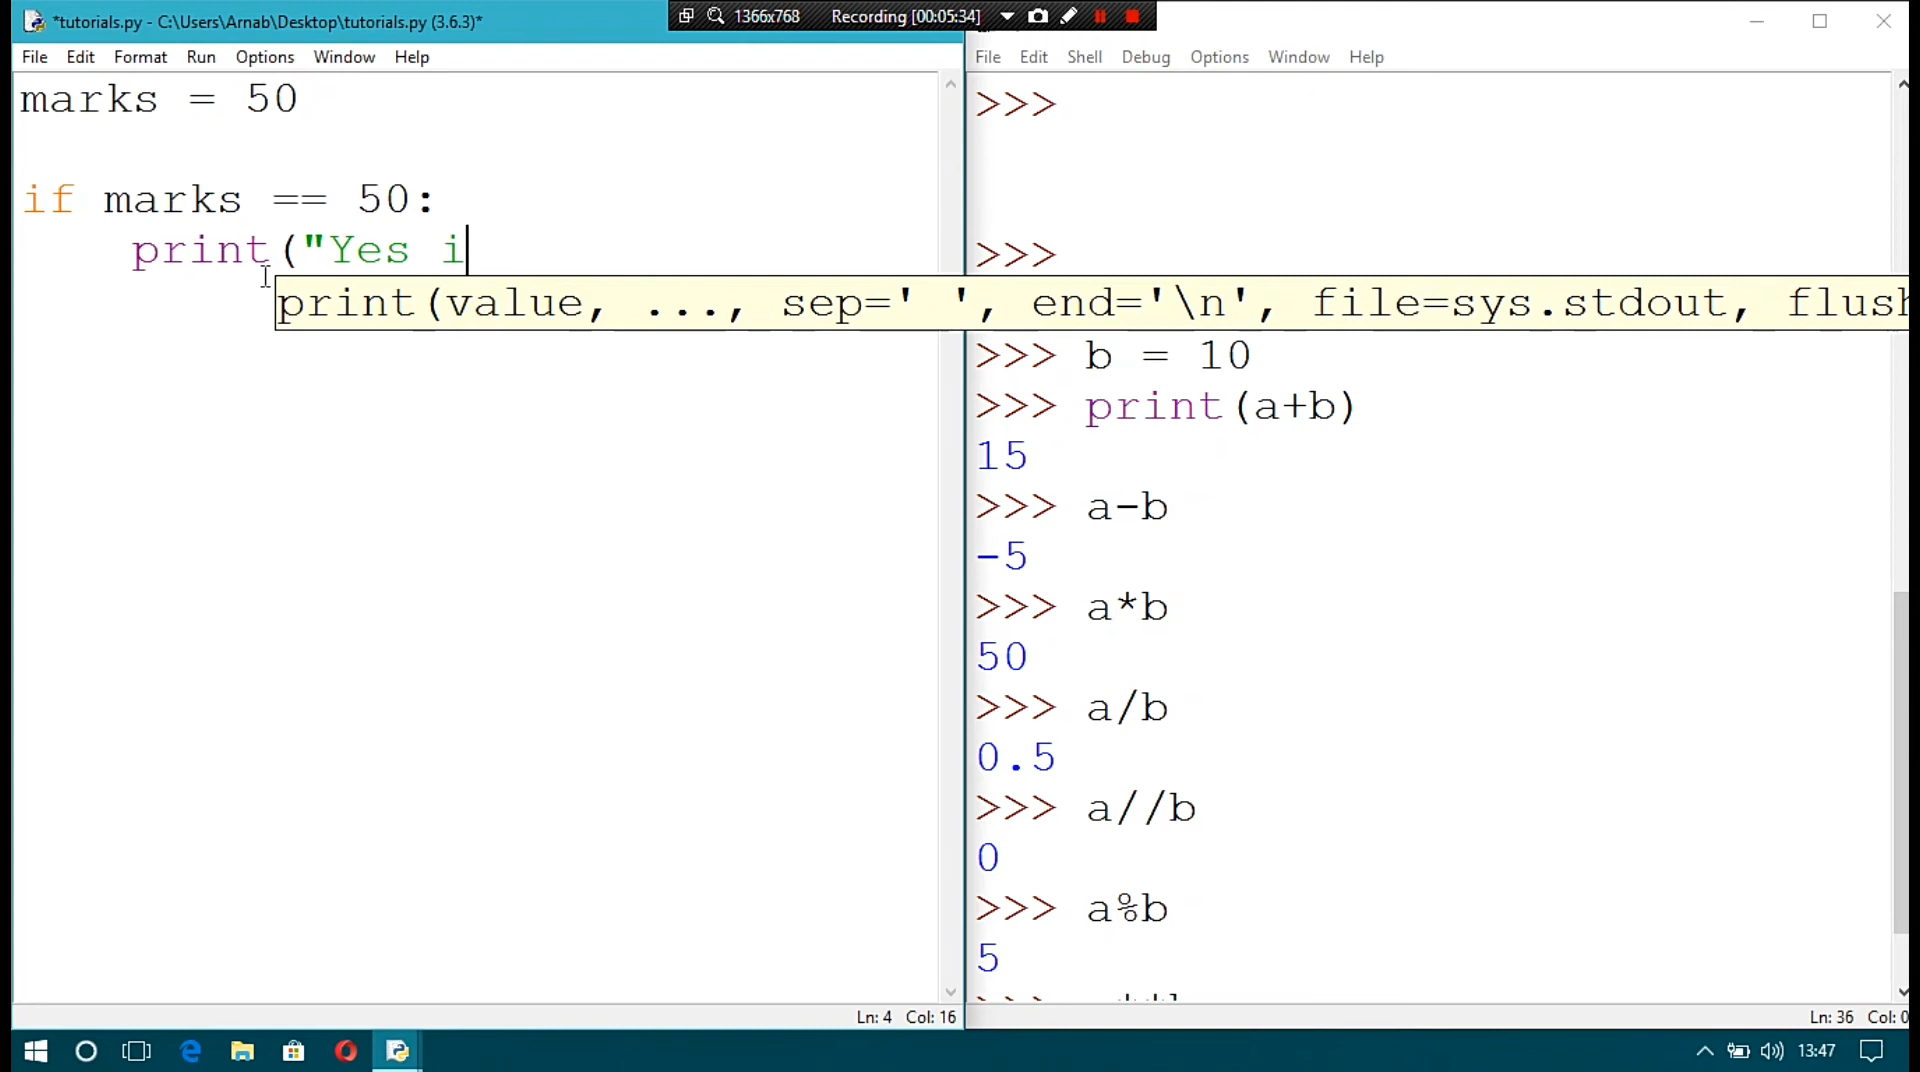 *tutorials.py - C:\Users\Arnab\Desktop\tutorials.py (3.6.3)*
1366x768
Recording [00:05:34]
File Edit Format Run Options Window Help
marks = 50
if marks == 50:
    print("Yes i
print(value, ..., sep=' ', end='\n', file=sys.stdout, flush
Ln: 4 Col: 16
File Edit Shell Debug Options Window Help
>>>
>>>
>>> b = 10
>>> print(a+b)
15
>>> a-b
-5
>>> a*b
50
>>> a/b
0.5
>>> a//b
0
>>> a%b
5
Ln: 36 Col: 0
13:47